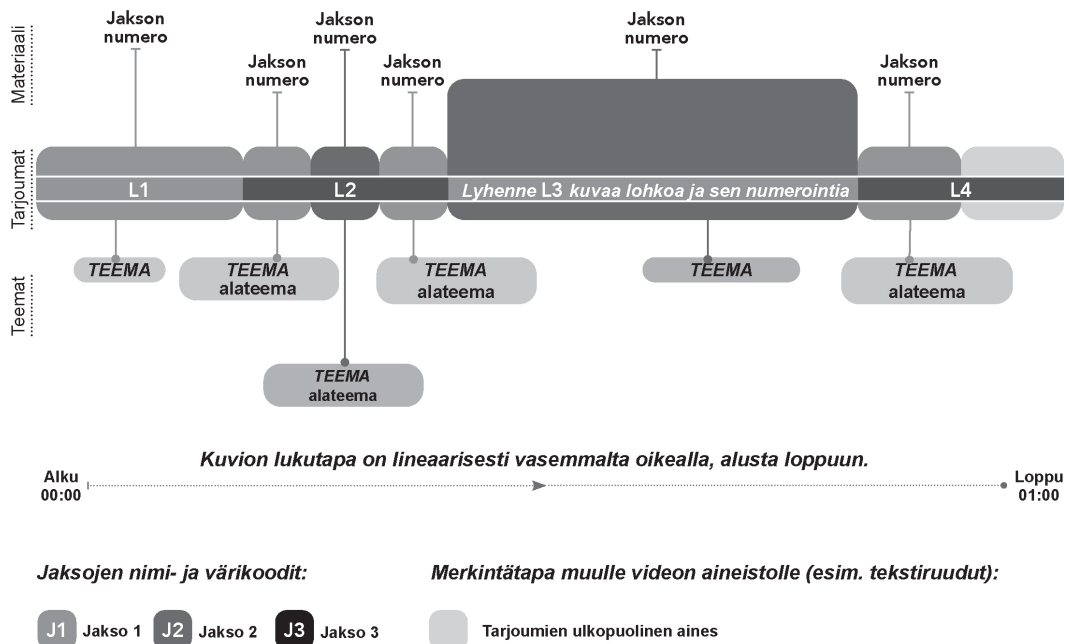 Materiaali
Tarjoumat
Teemat
Jakson
numero
Jakson
numero
Jakson
numero
Jakson
numero
Jakson
numero
Jakson
numero
L1
L2
Lyhenne L3 kuvaa lohkoa ja sen numerointia
L4
TEEMA
TEEMA
alateema
TEEMA
alateema
TEEMA
TEEMA
alateema
TEEMA
alateema
Kuvion lukutapa on lineaarisesti vasemmalta oikealla, alusta loppuun.
Alku
00:00
Loppu
01:00
Jaksojen nimi- ja värikoodit:
Merkintätapa muulle videon aineistolle (esim. tekstiruudut):
J1 Jakso 1 J2 Jakso 2 J3 Jakso 3
Tarjoumien ulkopuolinen aines